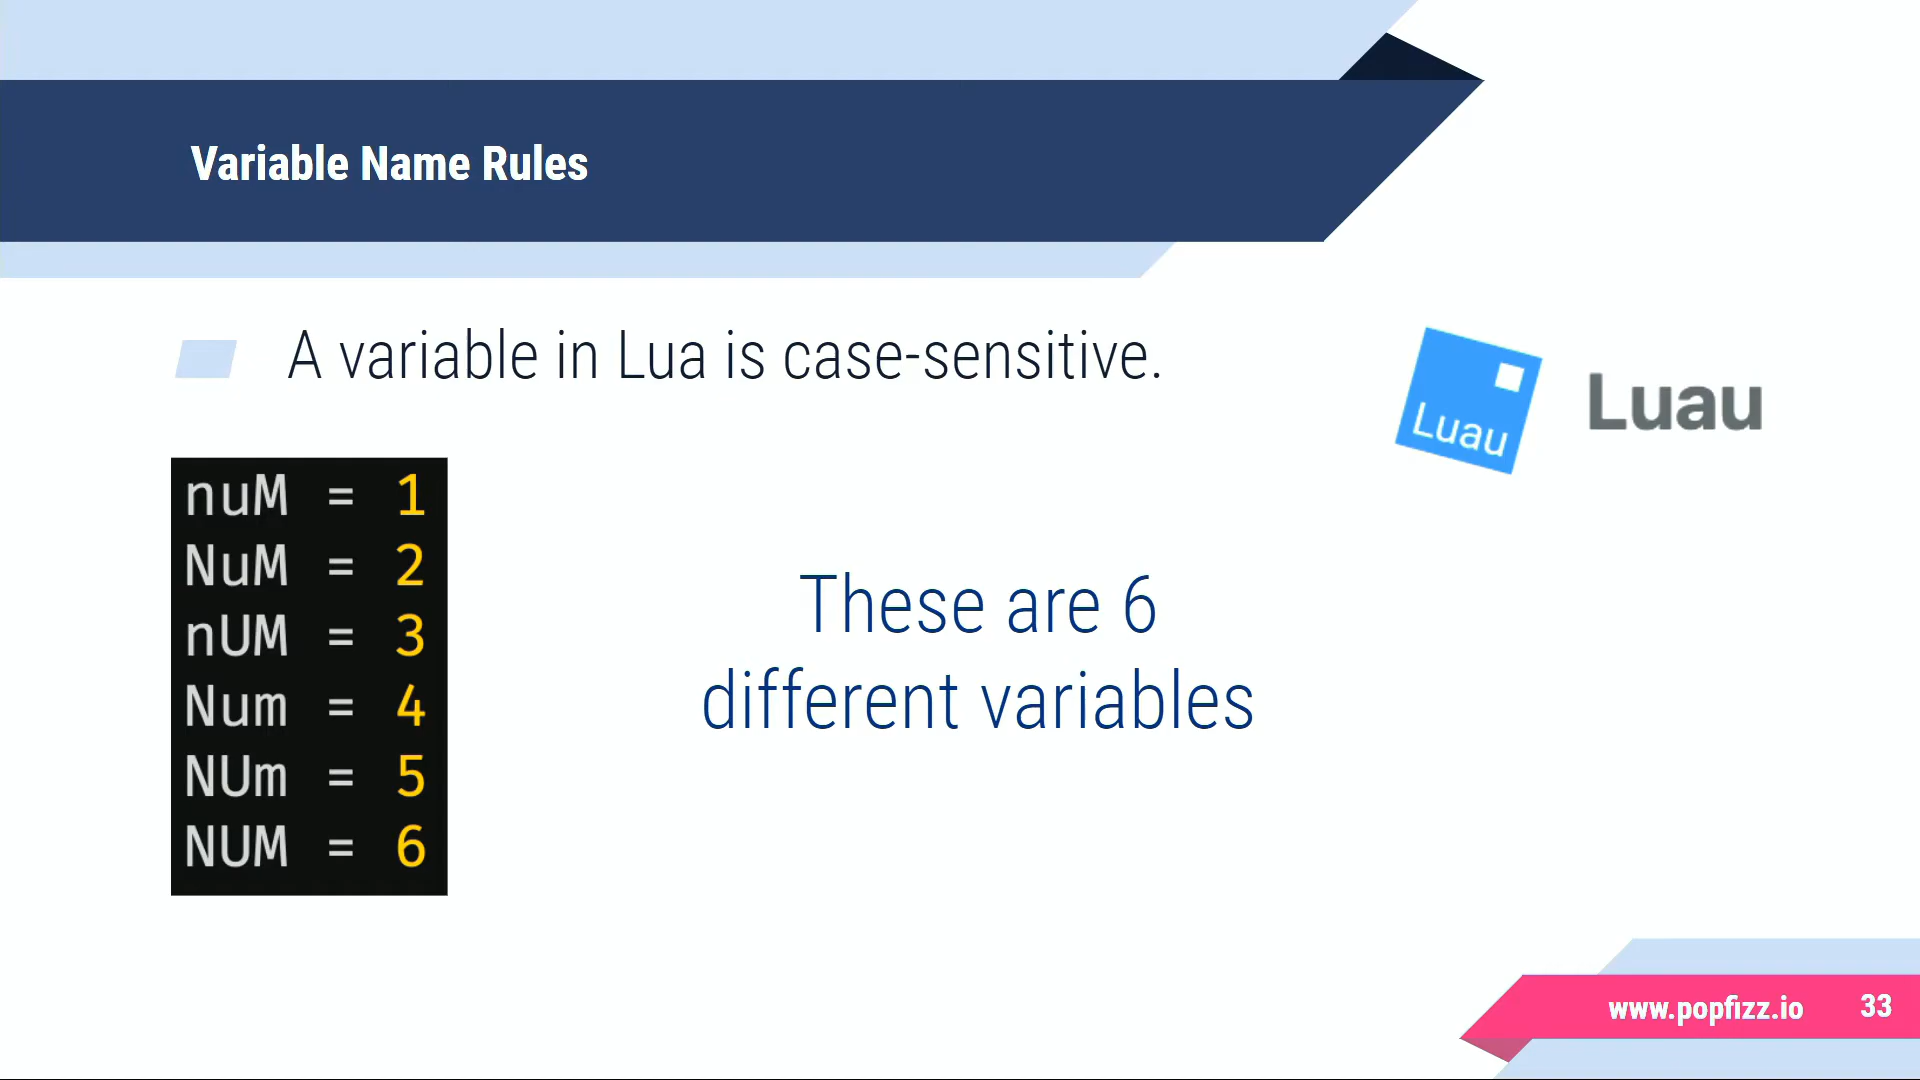 Variable Name Rules
A variable in Lua is case-sensitive.
Luau
Luau
nuM = 1
NuM = 2
nUM = 3
Num = 4
NUm = 5
NUM = 6
These are 6
different variables
www.popfizz.io 33